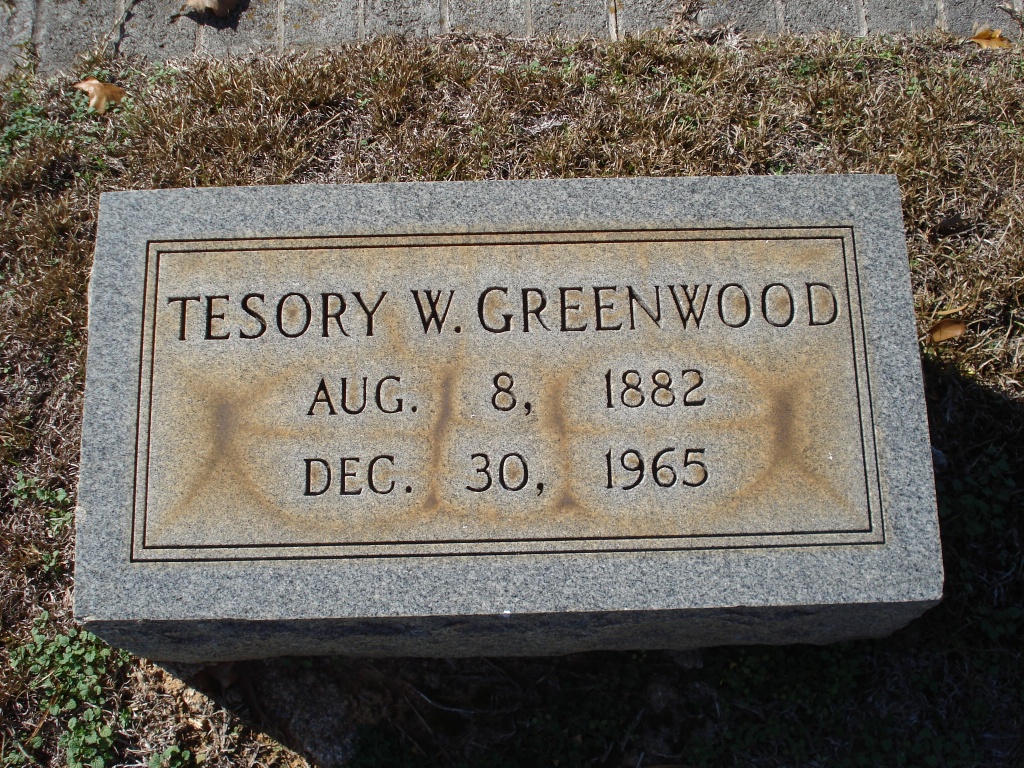 TESORY W. GREENWOOD
AUG. 8, 1882
DEC. 30, 1965